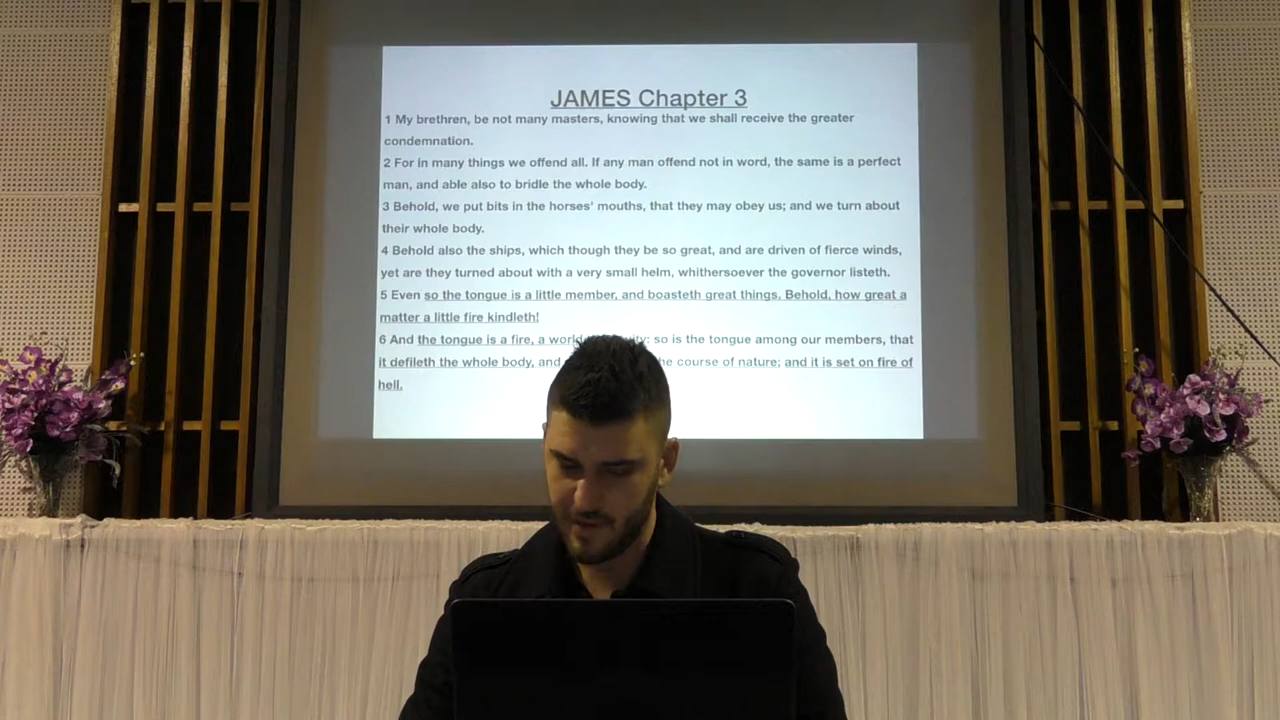 JAMES Chapter 3
1 My brethren, be not many masters, knowing that we shall receive the greater
condemnation.
2 For in many things we offend all. If any man offend not in word, the same is a perfect
man, and able also to bridle the whole body.
3 Behold, we put bits in the horses' mouths, that they may obey us; and we turn about
their whole body.
4 Behold also the ships, which though they be so great, and are driven of fierce winds,
yet are they turned about with a very small helm, whithersoever the governor listeth.
5 Even so the tongue is a little member, and boasteth great things. Behold, how great a
matter a little fire kindleth!
6 And the tongue is a fire, a world so is the tongue among our members, that
it defileth the whole body, and the course of nature; and it is set on fire of
hell.